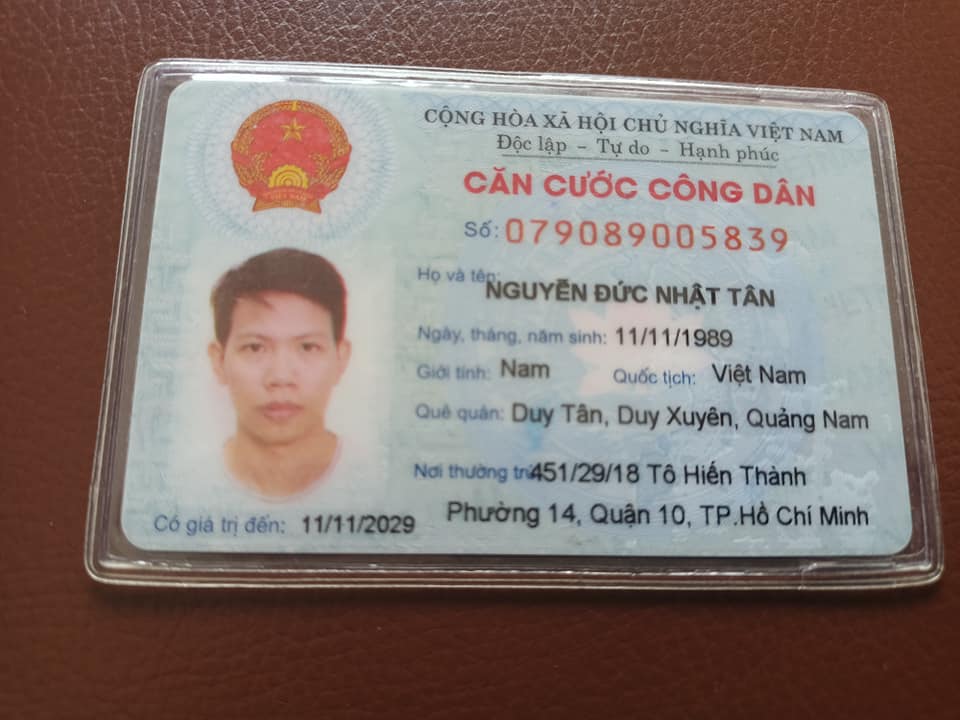 CỘNG HÒA XÃ HỘI CHỦ NGHĨA VIỆT NAM
Độc lập - Tự do - Hạnh phúc
CĂN CƯỚC CÔNG DÂN
Số: 079089005839
Họ và tên: NGUYỄN ĐỨC NHẬT TÂN
Ngày, tháng, năm sinh: 11/11/1989
Giới tính: Nam Quốc tịch: Việt Nam
Quê quán: Duy Tân, Duy Xuyên, Quảng Nam
Nơi thường trú: 451/29/18 Tô Hiến Thành
Phường 14, Quận 10, TP.Hồ Chí Minh
Có giá trị đến: 11/11/2029